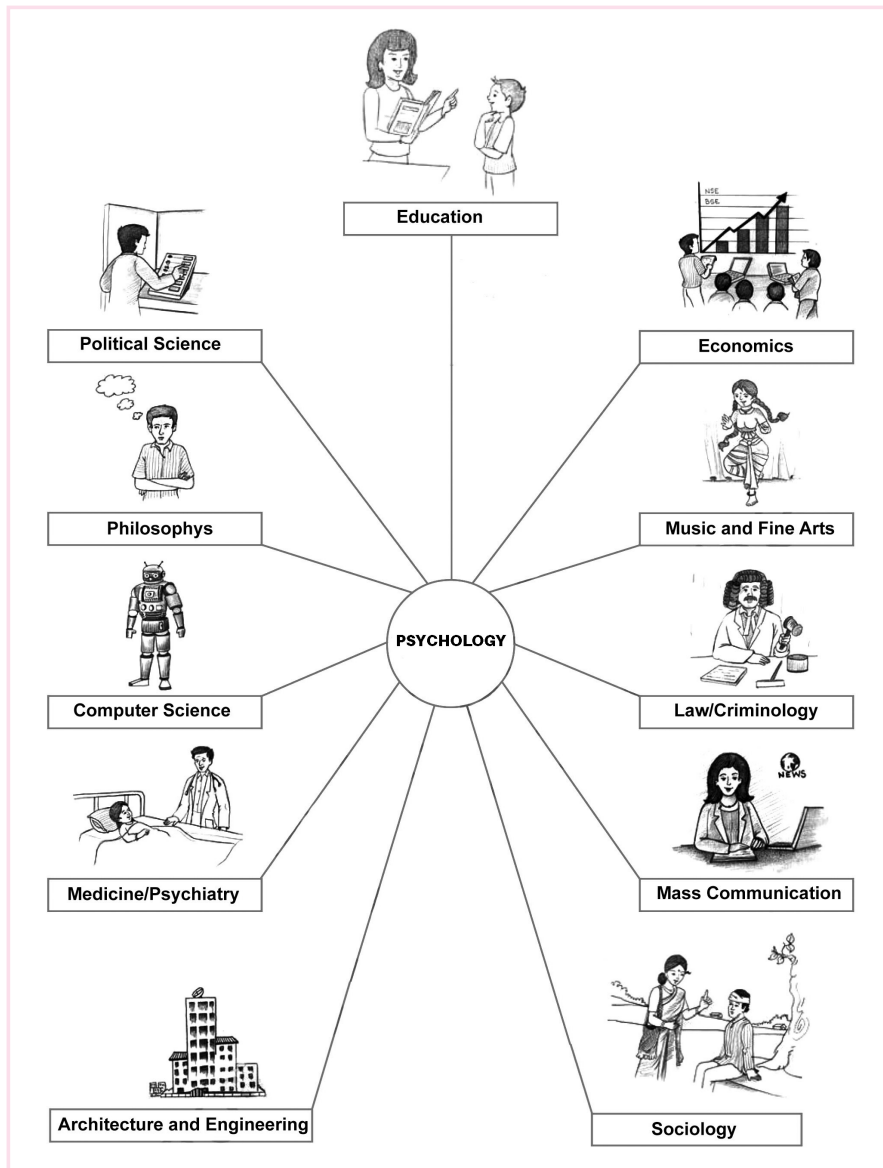 Education
NSE
BSE
Political Science
Economics
Philosophys
Music and Fine Arts
PSYCHOLOGY
Computer Science
Law/Criminology
NEWS
Medicine/Psychiatry
Mass Communication
Architecture and Engineering
Sociology